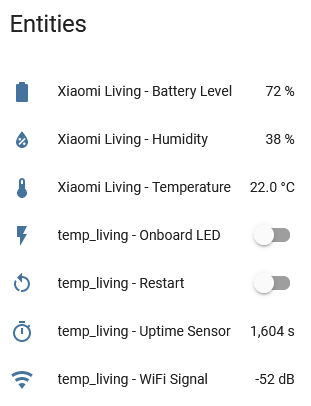 Entities
Xiaomi Living - Battery Level 72 %
Xiaomi Living - Humidity 38 %
Xiaomi Living - Temperature 22.0 °C
temp_living - Onboard LED
temp_living - Restart
temp_living - Uptime Sensor 1,604 s
temp_living - WiFi Signal -52 dB